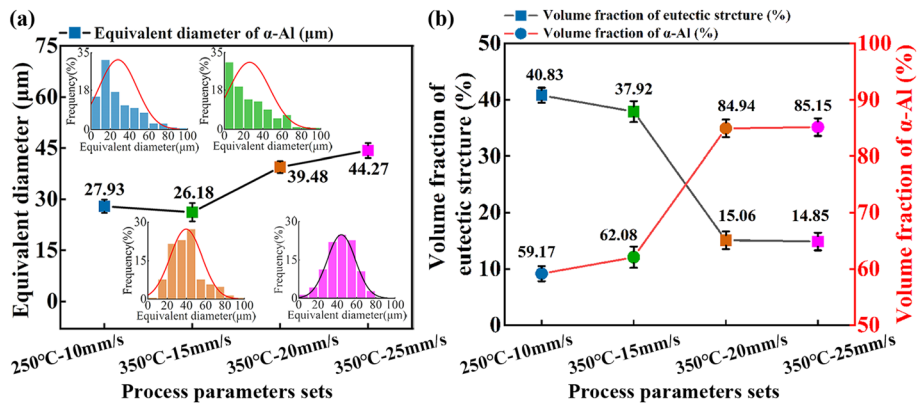 (a)
Equivalent diameter of α-Al (μm)
Equivalent diameter (μm)
75
60
45
30
15
0
Frequency(%)
35
18
0
0 20 40 60 80 100
Equivalent diameter(μm)
Frequency(%)
35
18
0
0 20 40 60 80 100
Equivalent diameter(μm)
27.93
26.18
39.48
44.27
Frequency(%)
30
15
0
0 20 40 60 80 100
Equivalent diameter(μm)
Frequency(%)
30
15
0
0 20 40 60 80 100
Equivalent diameter(μm)
250°C-10mm/s
350°C-15mm/s
350°C-20mm/s
350°C-25mm/s
Process parameters sets
(b)
Volume fraction of eutectic strcture (%)
Volume fraction of α-Al (%)
Volume fraction of
eutectic strcture (%)
50
40
30
20
10
0
40.83
37.92
84.94
85.15
59.17
62.08
15.06
14.85
100
90
80
70
60
50
Volume fraction of α-Al (%)
250°C-10mm/s
350°C-15mm/s
350°C-20mm/s
350°C-25mm/s
Process parameters sets